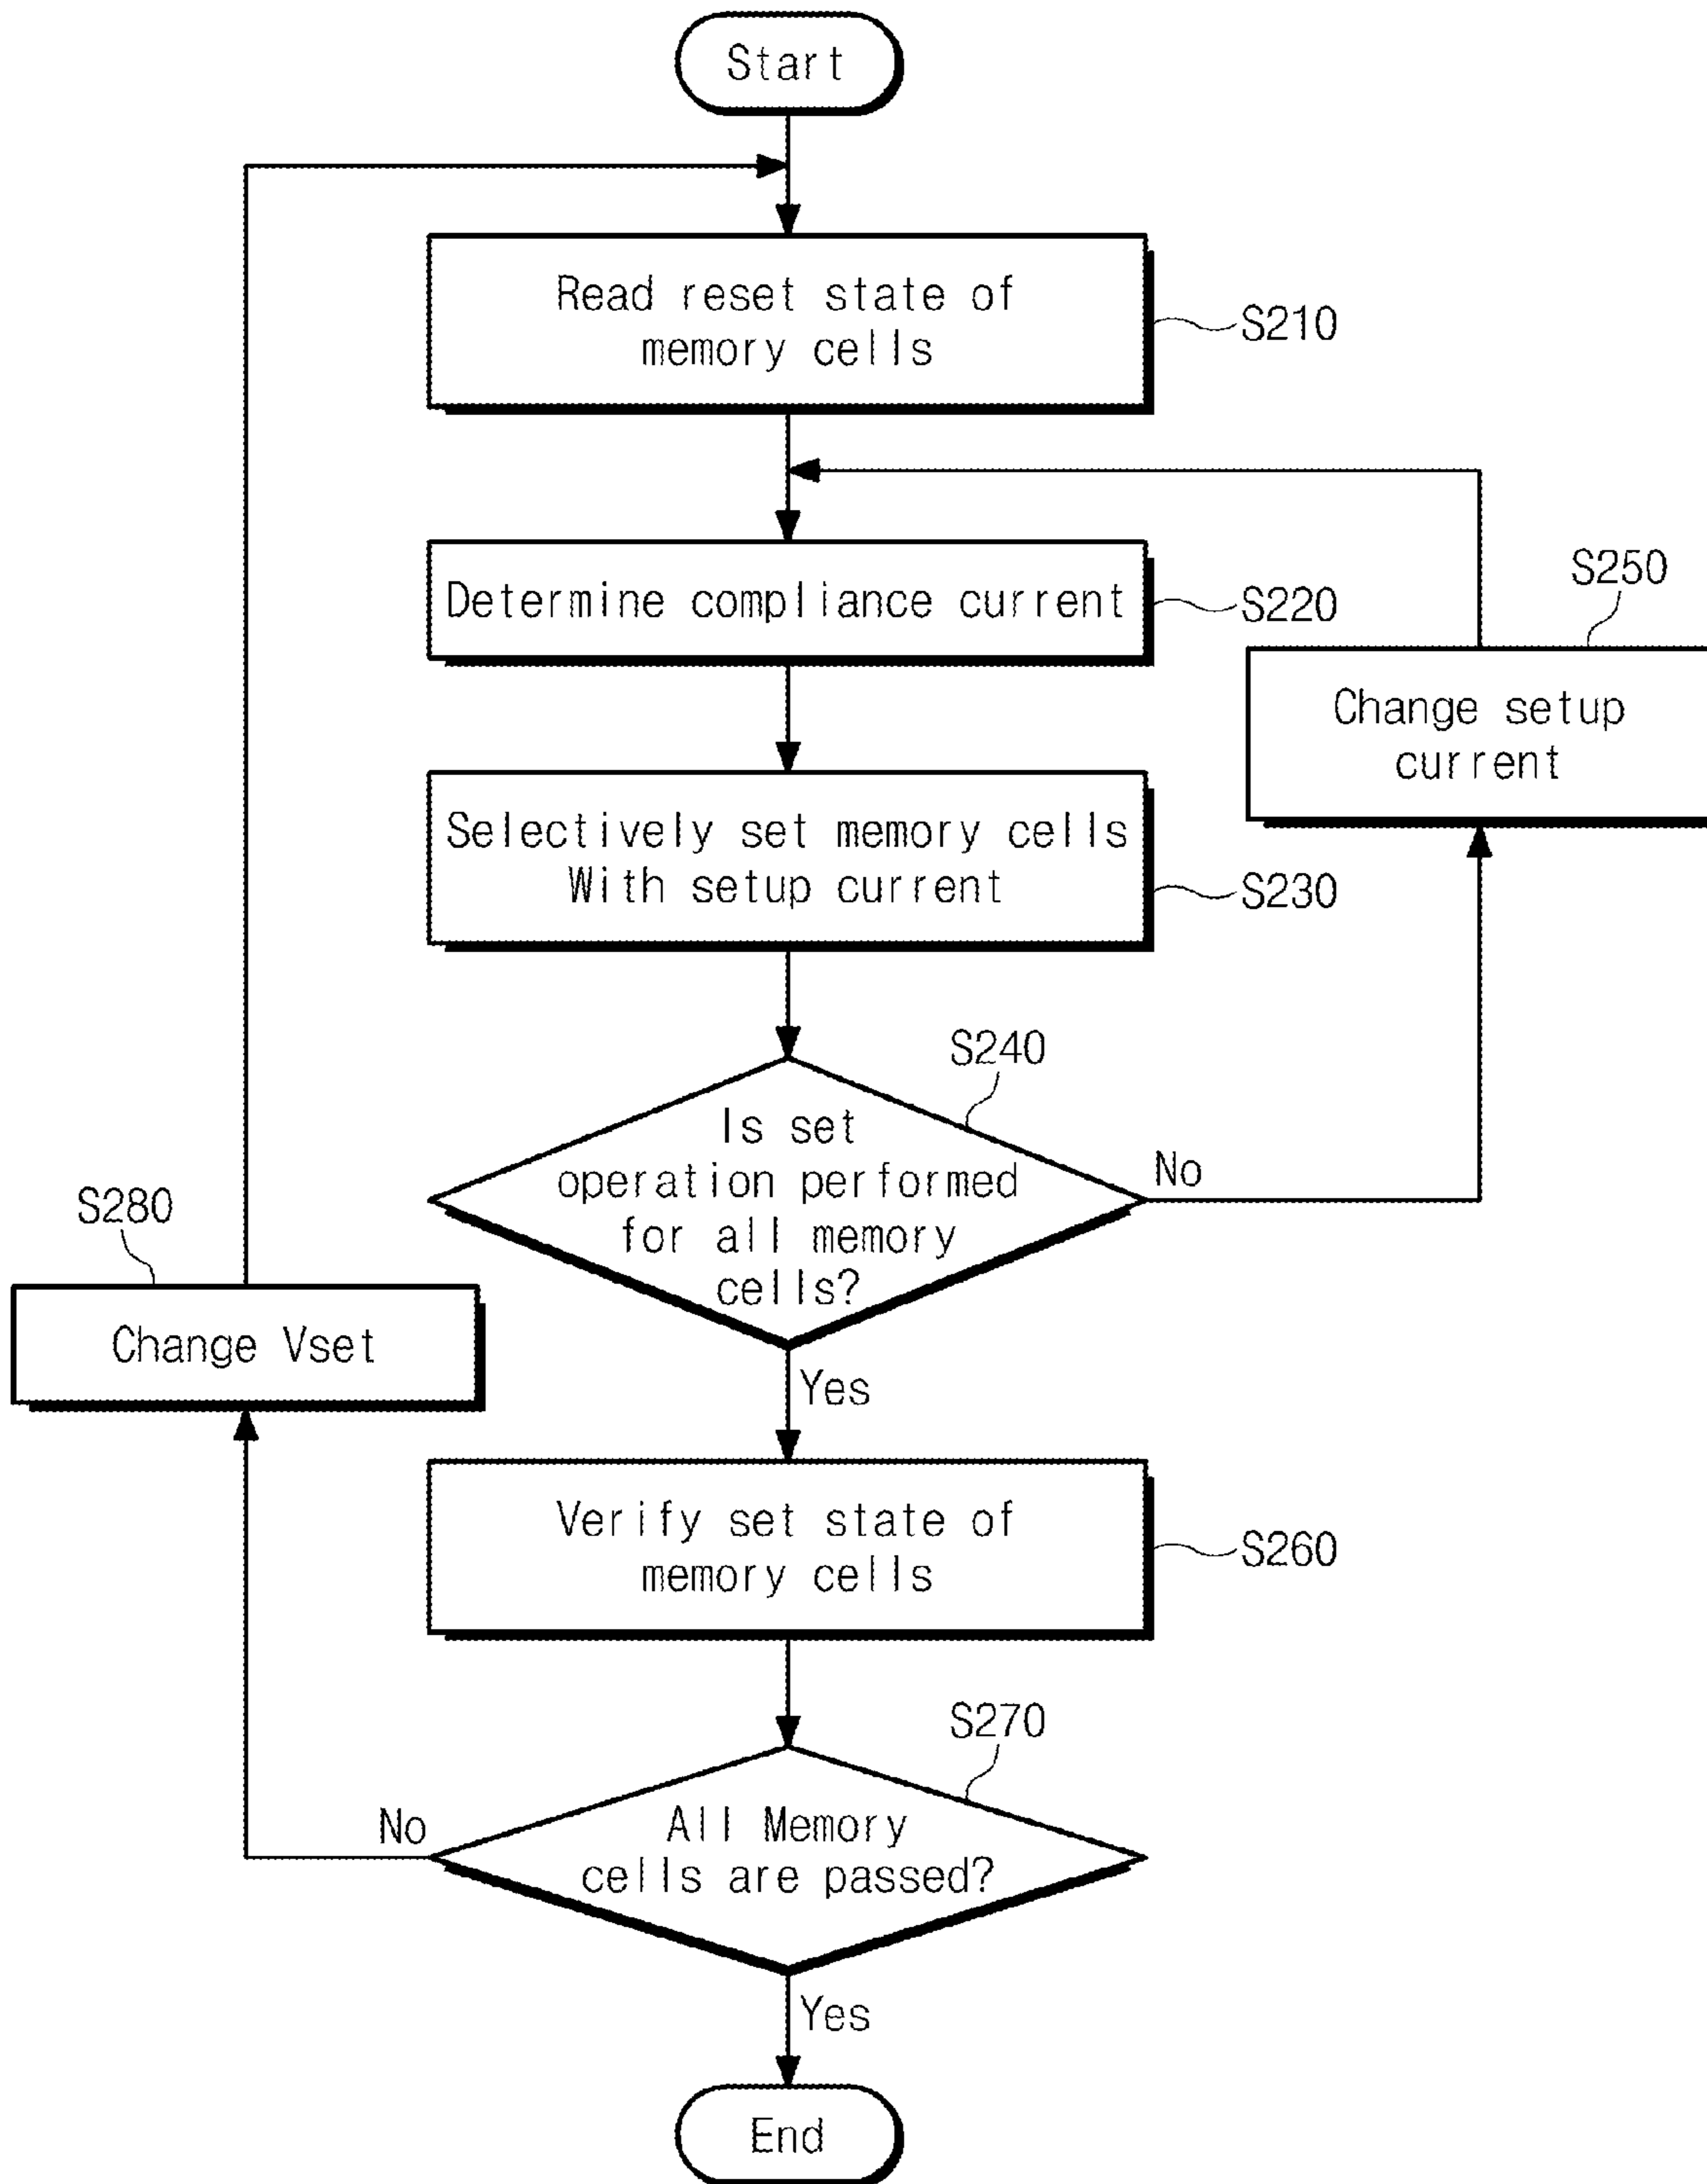 Start
Read reset state of
memory cells
S210
Determine compliance current
S220
S250
Change setup
current
Selectively set memory cells
With setup current
S230
S240
Is set
operation performed
for all memory
cells?
No
S280
Change Vset
Yes
Verify set state of
memory cells
S260
S270
All Memory
cells are passed?
No
Yes
End